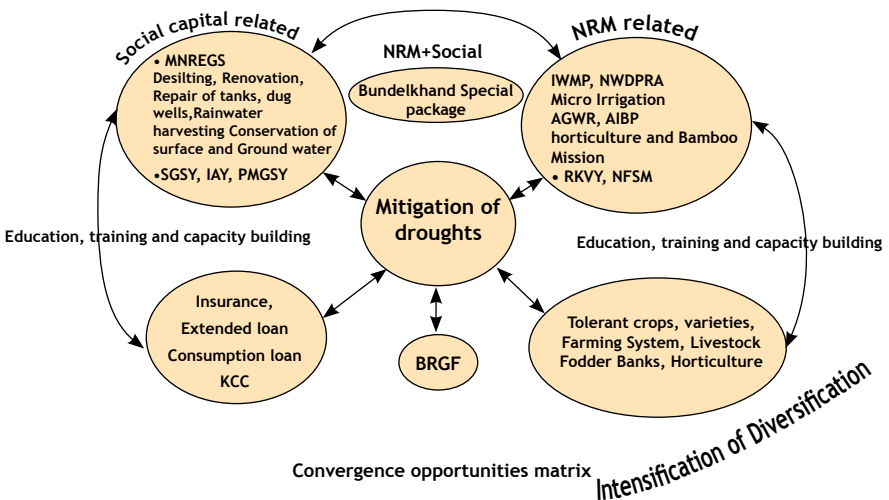 Social capital related
• MNREGS
Desilting, Renovation,
Repair of tanks, dug
wells,Rainwater
harvesting Conservation of
surface and Ground water
•SGSY, IAY, PMGSY
NRM+Social
Bundelkhand Special
package
NRM related
IWMP, NWDPRA
Micro Irrigation
AGWR, AIBP
horticulture and Bamboo
Mission
• RKVY, NFSM
Mitigation of
droughts
Education, training and capacity building
Education, training and capacity building
Insurance,
Extended loan
Consumption loan
KCC
BRGF
Tolerant crops, varieties,
Farming System, Livestock
Fodder Banks, Horticulture
Intensification of Diversification
Convergence opportunities matrix